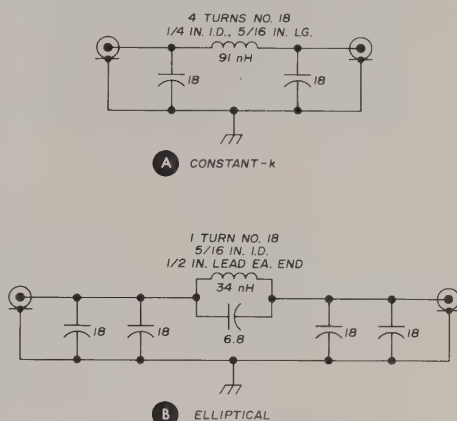 4 TURNS NO. 18
1/4 IN. I.D., 5/16 IN. LG.
91 nH
18
18
A CONSTANT-k
1 TURN NO. 18
5/16 IN. I.D.
1/2 IN. LEAD EA. END
34 nH
6.8
18
18
18
18
B ELLIPTICAL